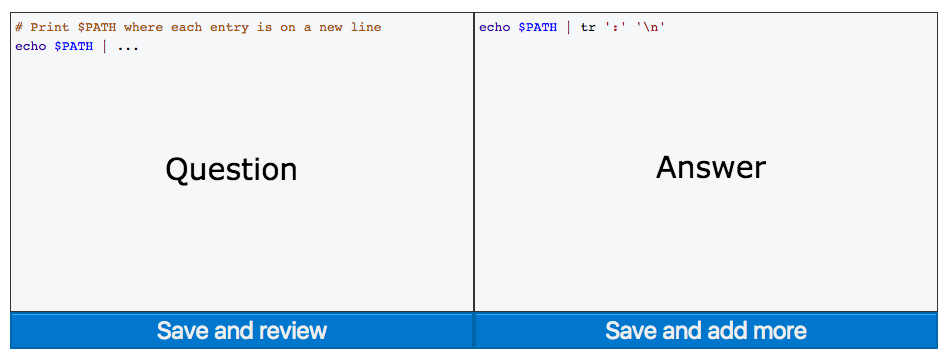 # Print $PATH where each entry is on a new line
echo $PATH | ...
Question
echo $PATH | tr ':' '\n'
Answer
Save and review
Save and add more